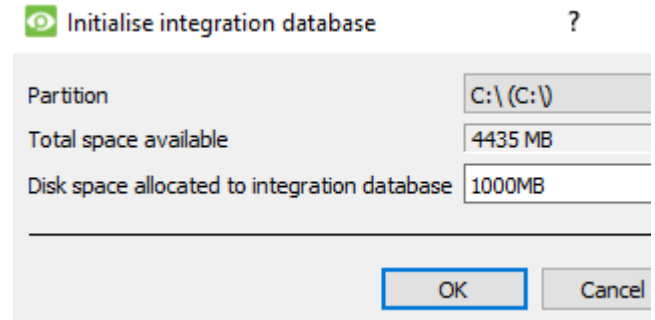 Initialise integration database ?
Partition C:\ (C:\)
Total space available 4435 MB
Disk space allocated to integration database 1000MB
OK Cancel